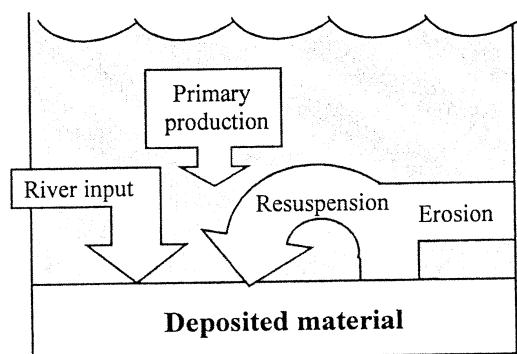 Primary
production
River input
Resuspension
Erosion
Deposited material